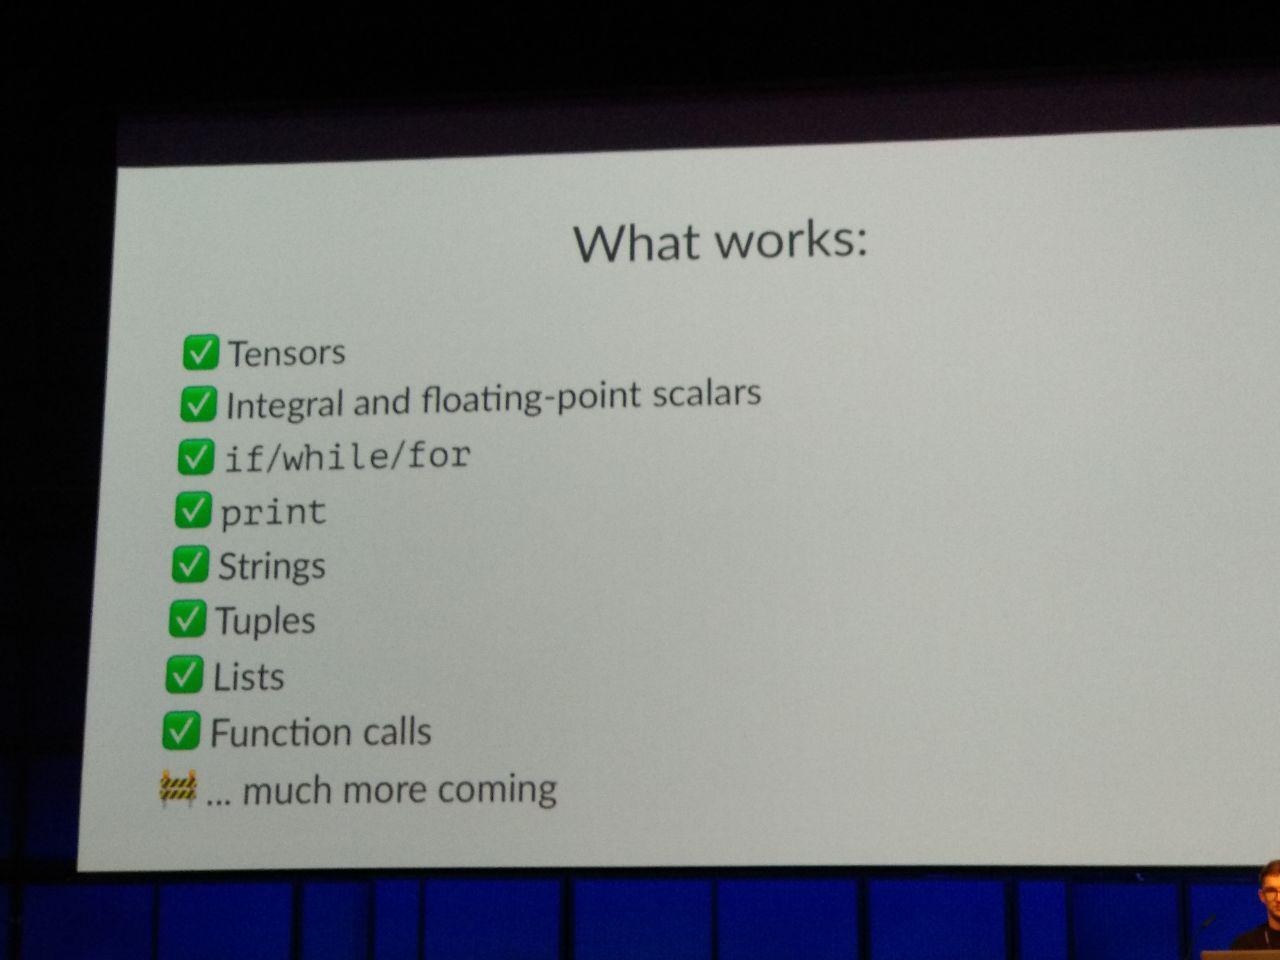 What works:
✅ Tensors
✅ Integral and floating-point scalars
✅ if/while/for
✅ print
✅ Strings
✅ Tuples
✅ Lists
✅ Function calls
🚧 ... much more coming